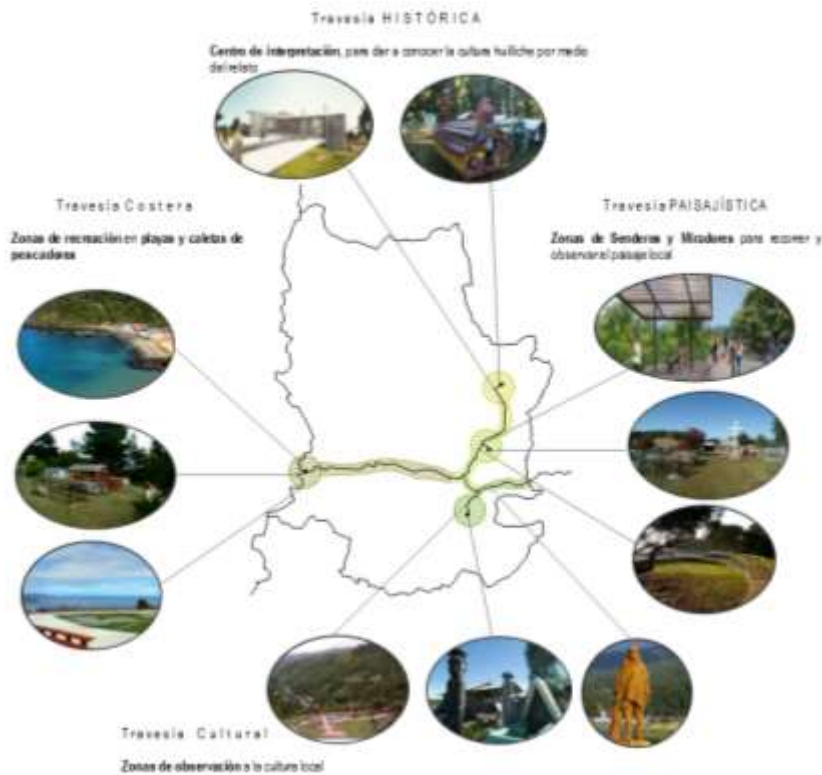 Travesía HISTÓRICA
Centro de interpretación, para dar a conocer la cultura huilliche por medio
del relato
Travesía Costera
Zonas de recreación en playas y caletas de
pescadores
Travesía PAISAJÍSTICA
Zonas de Senderos y Miradores para recorrer y
observar el paisaje local
Travesía Cultural
Zonas de observación a la cultura local